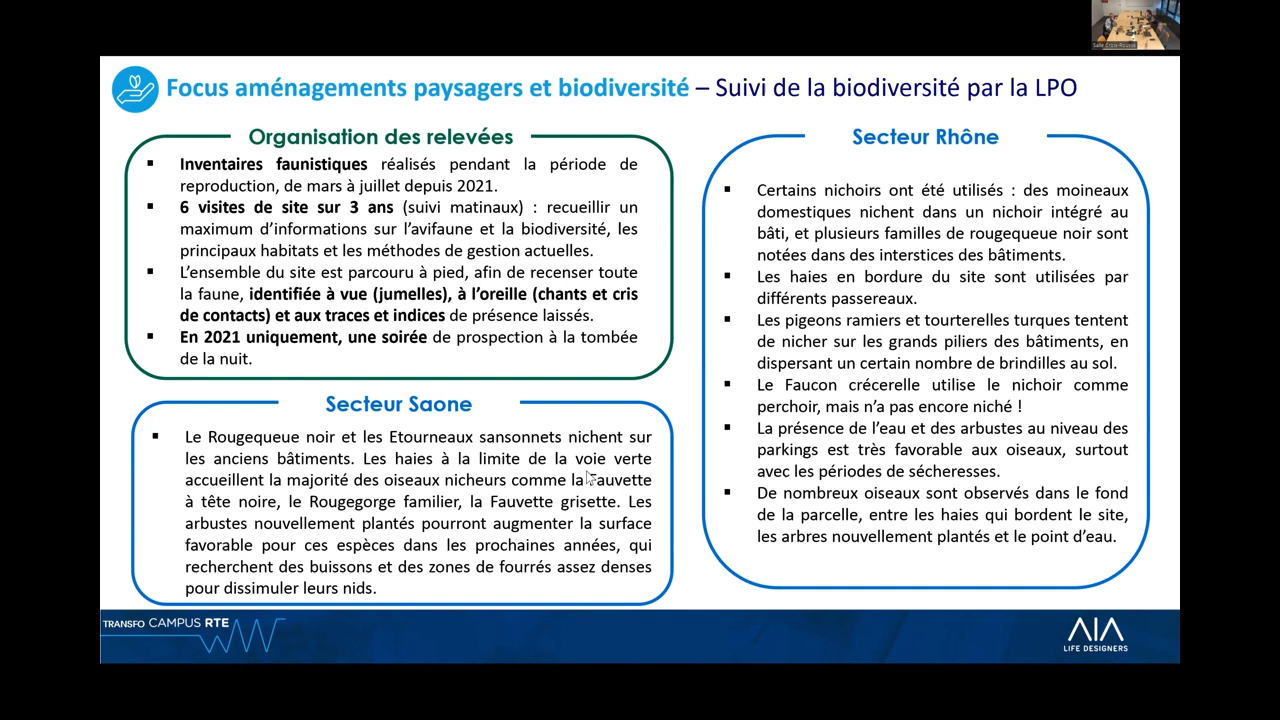 Salle Croix-Rousse
Focus aménagements paysagers et biodiversité – Suivi de la biodiversité par la LPO
Organisation des relevées
▪ Inventaires faunistiques réalisés pendant la période de
reproduction, de mars à juillet depuis 2021.
▪ 6 visites de site sur 3 ans (suivi matinaux) : recueillir un
maximum d’informations sur l’avifaune et la biodiversité, les
principaux habitats et les méthodes de gestion actuelles.
▪ L’ensemble du site est parcouru à pied, afin de recenser toute
la faune, identifiée à vue (jumelles), à l’oreille (chants et cris
de contacts) et aux traces et indices de présence laissés.
▪ En 2021 uniquement, une soirée de prospection à la tombée
de la nuit.
Secteur Saone
▪ Le Rougequeue noir et les Etourneaux sansonnets nichent sur
les anciens bâtiments. Les haies à la limite de la voie verte
accueillent la majorité des oiseaux nicheurs comme la Fauvette
à tête noire, le Rougegorge familier, la Fauvette grisette. Les
arbustes nouvellement plantés pourront augmenter la surface
favorable pour ces espèces dans les prochaines années, qui
recherchent des buissons et des zones de fourrés assez denses
pour dissimuler leurs nids.
Secteur Rhône
▪ Certains nichoirs ont été utilisés : des moineaux
domestiques nichent dans un nichoir intégré au
bâti, et plusieurs familles de rougequeue noir sont
notées dans des interstices des bâtiments.
▪ Les haies en bordure du site sont utilisées par
différents passereaux.
▪ Les pigeons ramiers et tourterelles turques tentent
de nicher sur les grands piliers des bâtiments, en
dispersant un certain nombre de brindilles au sol.
▪ Le Faucon crécerelle utilise le nichoir comme
perchoir, mais n’a pas encore niché !
▪ La présence de l’eau et des arbustes au niveau des
parkings est très favorable aux oiseaux, surtout
avec les périodes de sécheresses.
▪ De nombreux oiseaux sont observés dans le fond
de la parcelle, entre les haies qui bordent le site,
les arbres nouvellement plantés et le point d’eau.
TRANSFO CAMPUS RTE
AIA
LIFE DESIGNERS